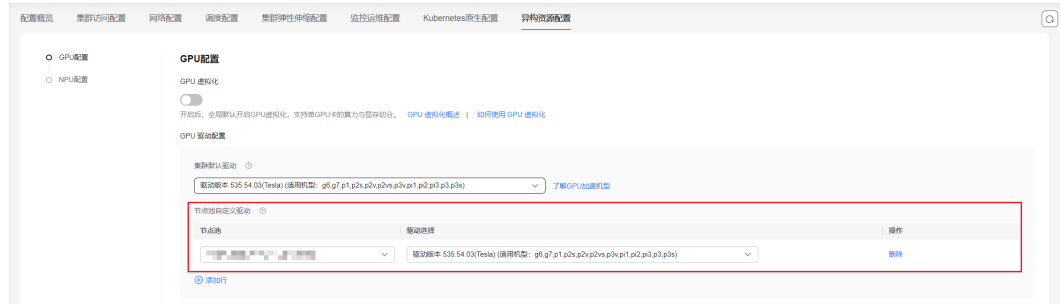 配置概览 集群访问配置 网络配置 调度配置 集群弹性伸缩配置 监控运维配置 Kubernetes原生配置 异构资源配置
GPU配置
NPU配置
GPU配置
GPU 虚拟化
开启后，全局默认开启GPU虚拟化，支持单GPU卡的算力与显存切分。 GPU 虚拟化概述 | 如何使用 GPU 虚拟化
GPU 驱动配置
集群默认驱动
驱动版本 535.54.03(Tesla) (适用机型：g6,g7,p1,p2s,p2v,p2vs,p3v,pi1,pi2,pi3,p3,p3s) 了解GPU加速机型
节点池自定义驱动
节点池 驱动选择 操作
驱动版本 535.54.03(Tesla) (适用机型：g6,g7,p1,p2s,p2v,p2vs,p3v,pi1,pi2,pi3,p3,p3s) 删除
添加行